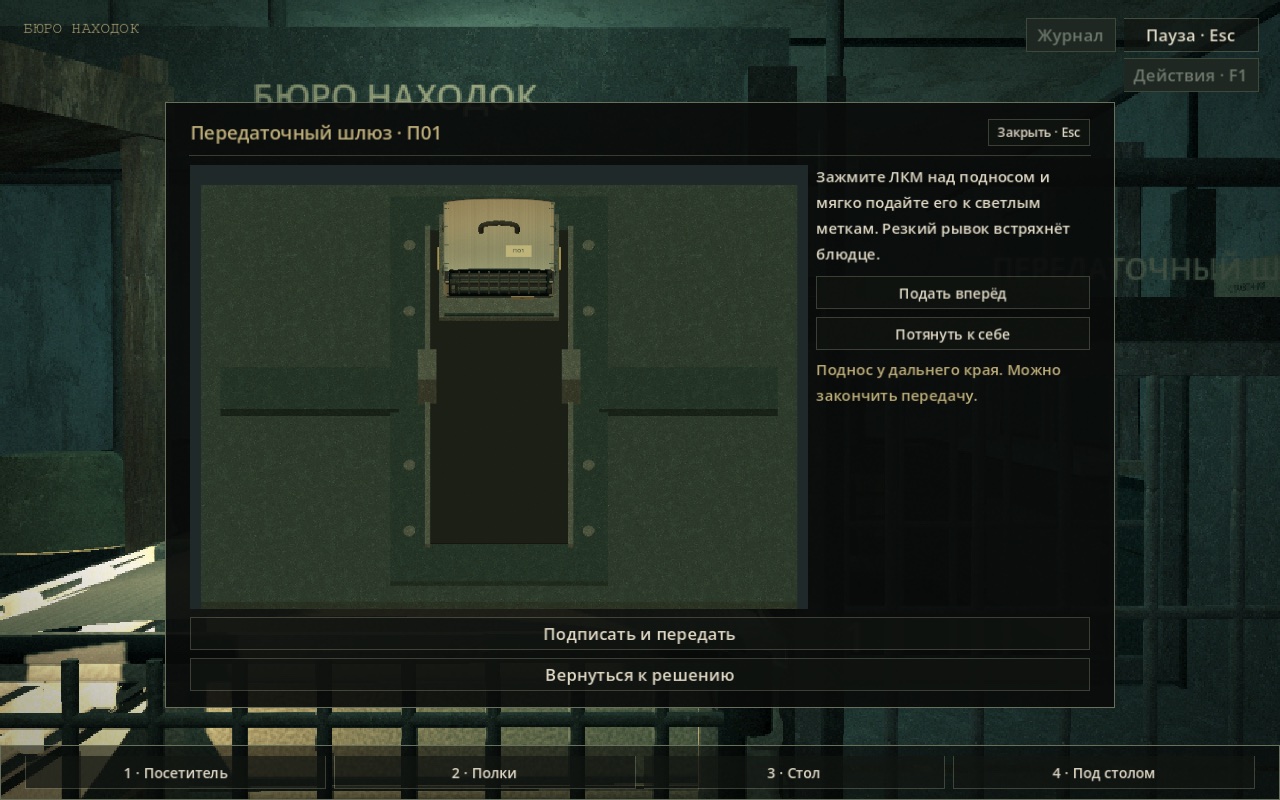 БЮРО НАХОДОК
Журнал
Пауза · Esc
Действия · F1
БЮРО НАХОДОК
Передаточный шлюз · П01
Закрыть · Esc
Зажмите ЛКМ над подносом и
мягко подайте его к светлым
меткам. Резкий рывок встряхнёт
блюдце.
ПЕРЕДАТОЧНЫЙ
П01
Подать вперёд
Потянуть к себе
Поднос у дальнего края. Можно
закончить передачу.
Подписать и передать
Вернуться к решению
1 · Посетитель
2 · Полки
3 · Стол
4 · Под столом